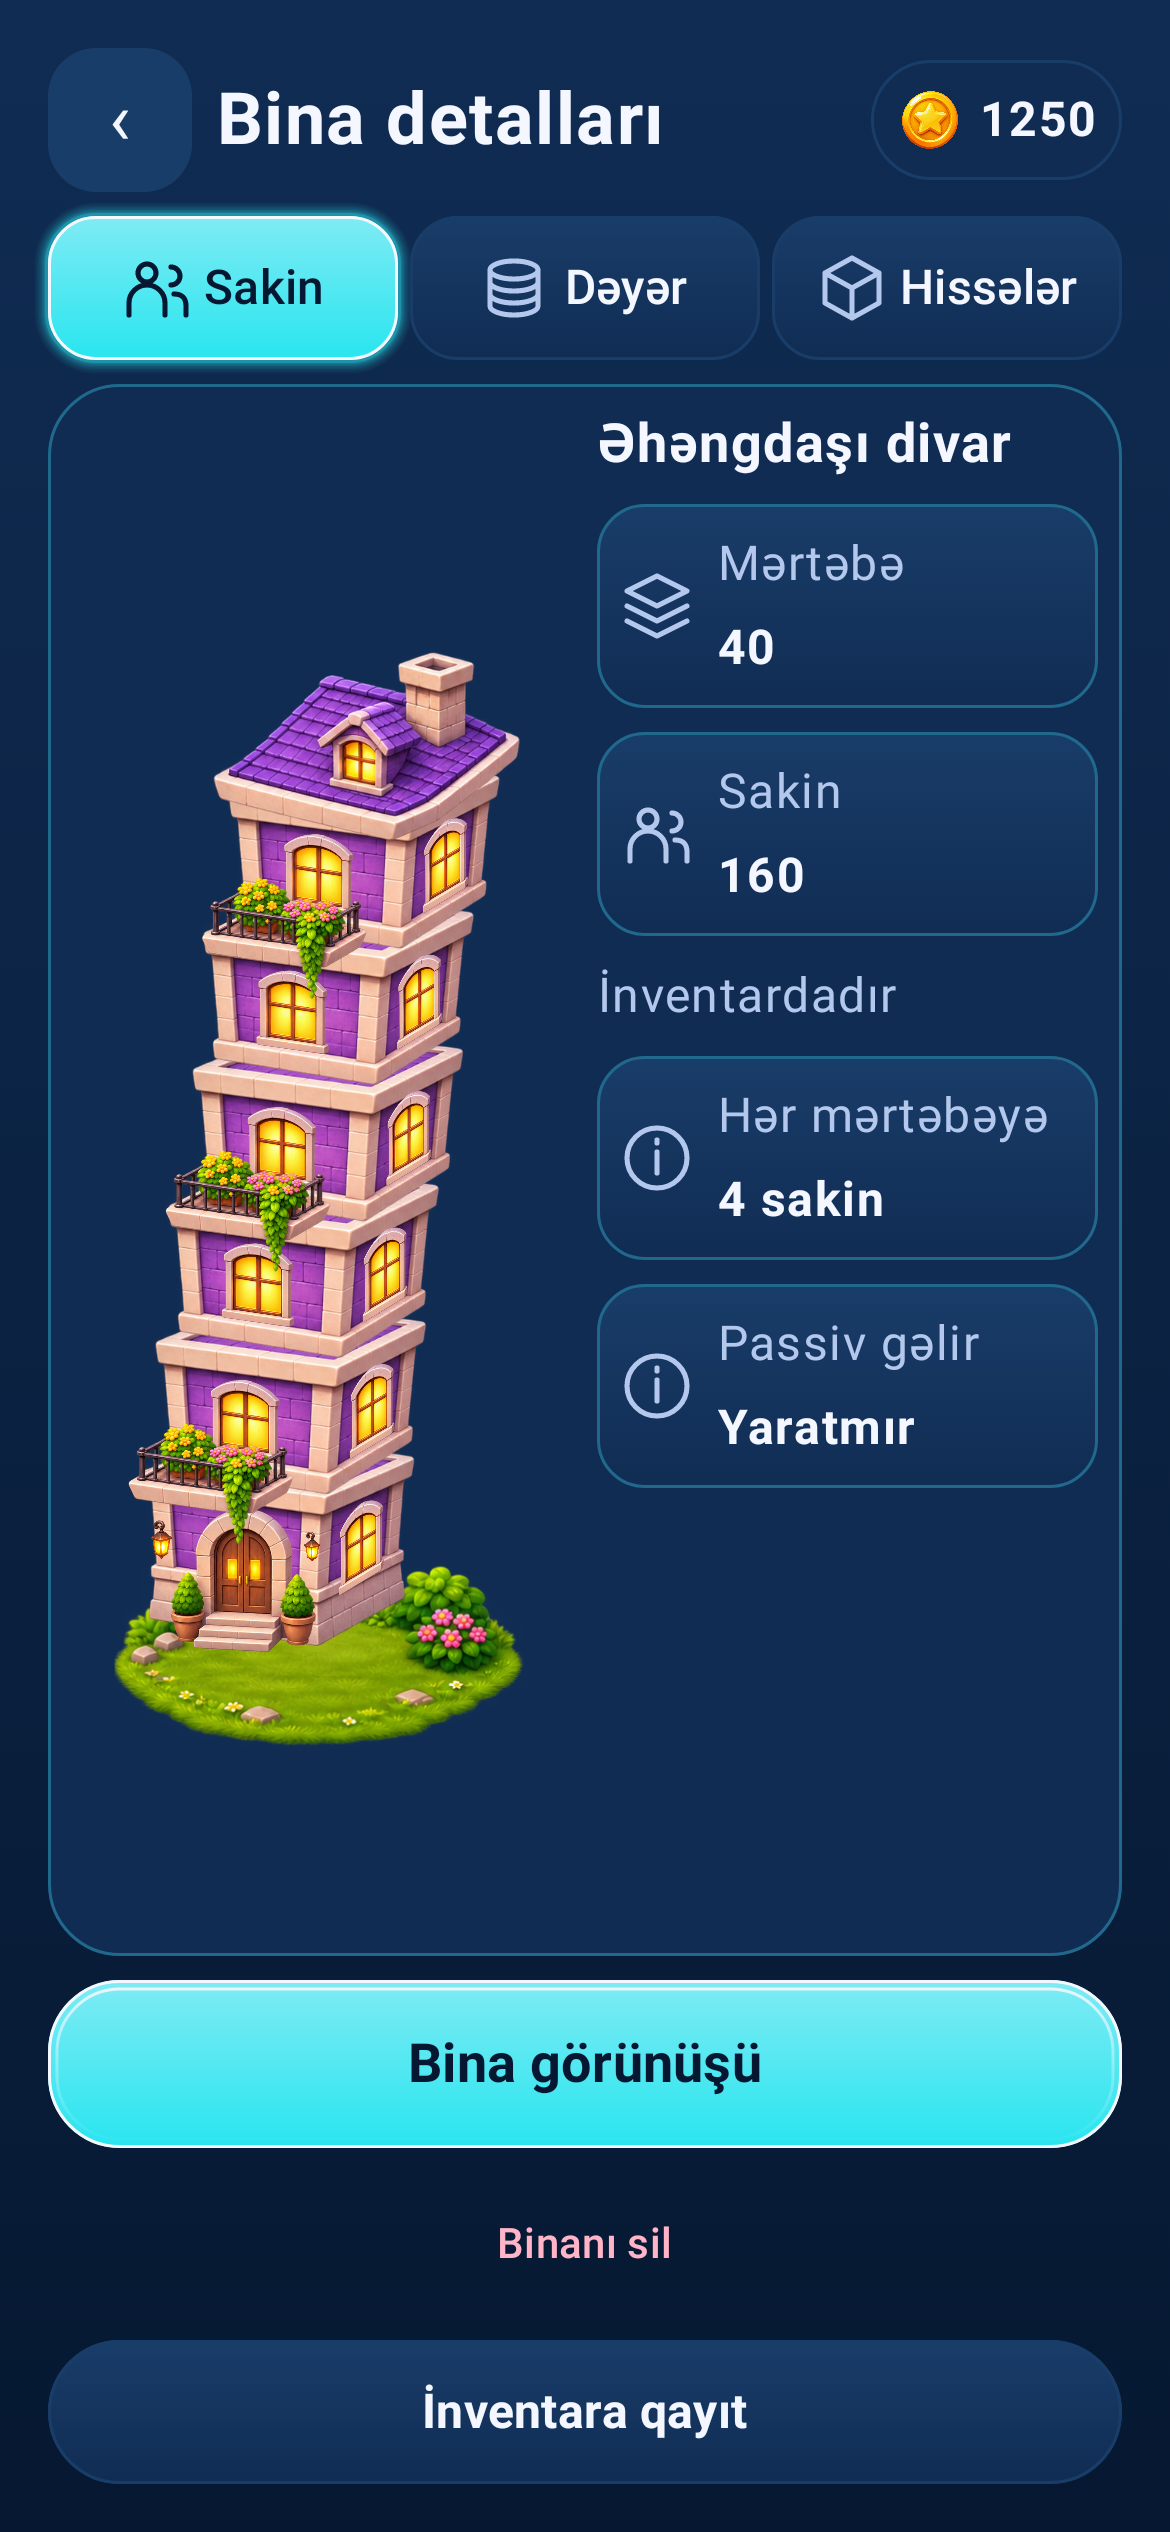 ‹ Bina detalları 1250
Sakin Dəyər Hissələr
Əhəngdaşı divar
Mərtəbə
40
Sakin
160
İnventardadır
Hər mərtəbəyə
4 sakin
Passiv gəlir
Yaratmır
Bina görünüşü
Binanı sil
İnventara qayıt